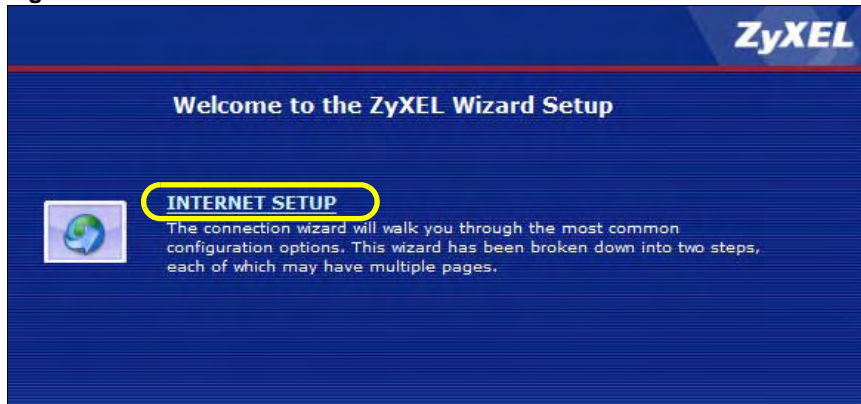 ZyXEL
Welcome to the ZyXEL Wizard Setup
INTERNET SETUP
The connection wizard will walk you through the most common
configuration options. This wizard has been broken down into two steps,
each of which may have multiple pages.